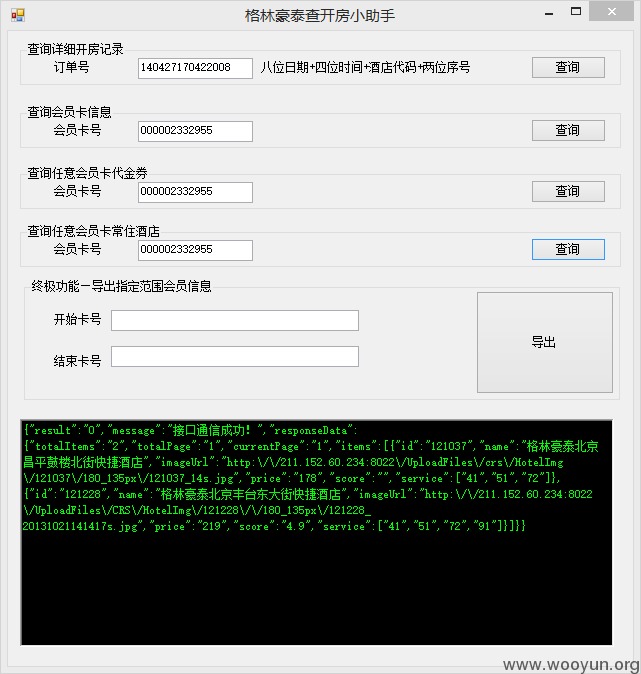 格林豪泰查开房小助手
查询详细开房记录
订单号 140427170422008 八位日期+四位时间+酒店代码+两位序号 查询
查询会员卡信息
会员卡号 000002332955 查询
查询任意会员卡代金券
会员卡号 000002332955 查询
查询任意会员卡常住酒店
会员卡号 000002332955 查询
终极功能—导出指定范围会员信息
开始卡号
导出
结束卡号
{"result":"0","message":"接口通信成功！","responseData":
{"totalItems":"2","totalPage":"1","currentPage":"1","items":[{"id":"121037","name":"格林豪泰北京
昌平鼓楼北街快捷酒店","imageUrl":"http:\/\/211.152.60.234:8022\/UploadFiles\/crs\/HotelImg
\/121037\/180_135px\/121037_14s.jpg","price":"178","score":"","service":["41","51","72"]},
{"id":"121228","name":"格林豪泰北京丰台东大街快捷酒店","imageUrl":"http:\/\/211.152.60.234:8022
\/UploadFiles\/CRS\/HotelImg\/121228\/\/180_135px\/121228_
20131021141417s.jpg","price":"219","score":"4.9","service":["41","51","72","91"]}]}}
www.wooyun.org